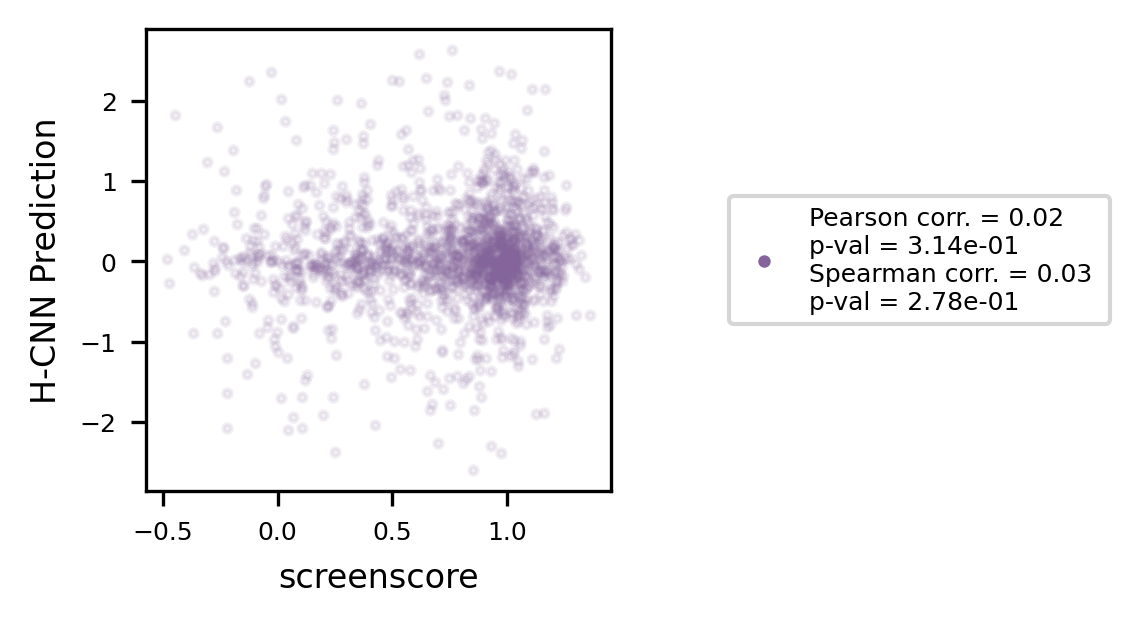 H-CNN Prediction
2
1
0
−1
−2
−0.5 0.0 0.5 1.0
screenscore
Pearson corr. = 0.02
p-val = 3.14e-01
Spearman corr. = 0.03
p-val = 2.78e-01